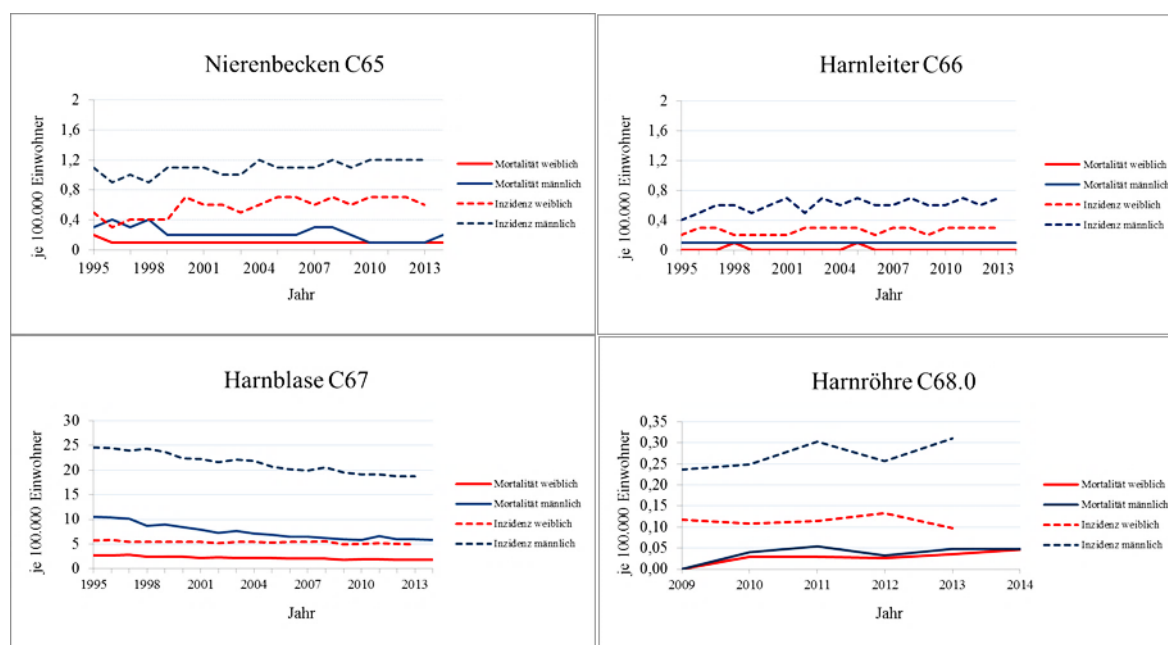 Nierenbecken C65
je 100.000 Einwohner
2
1,6
1,2
0,8
0,4
0
1995 1998 2001 2004 2007 2010 2013
Jahr
Mortalität weiblich
Mortalität männlich
Inzidenz weiblich
Inzidenz männlich
Harnleiter C66
je 100.000 Einwohner
2
1,6
1,2
0,8
0,4
0
1995 1998 2001 2004 2007 2010 2013
Jahr
Mortalität weiblich
Mortalität männlich
Inzidenz weiblich
Inzidenz männlich
Harnblase C67
je 100.000 Einwohner
30
25
20
15
10
5
0
1995 1998 2001 2004 2007 2010 2013
Jahr
Mortalität weiblich
Mortalität männlich
Inzidenz weiblich
Inzidenz männlich
Harnröhre C68.0
je 100.000 Einwohner
0,35
0,30
0,25
0,20
0,15
0,10
0,05
0,00
2009 2010 2011 2012 2013 2014
Jahr
Mortalität weiblich
Mortalität männlich
Inzidenz weiblich
Inzidenz männlich